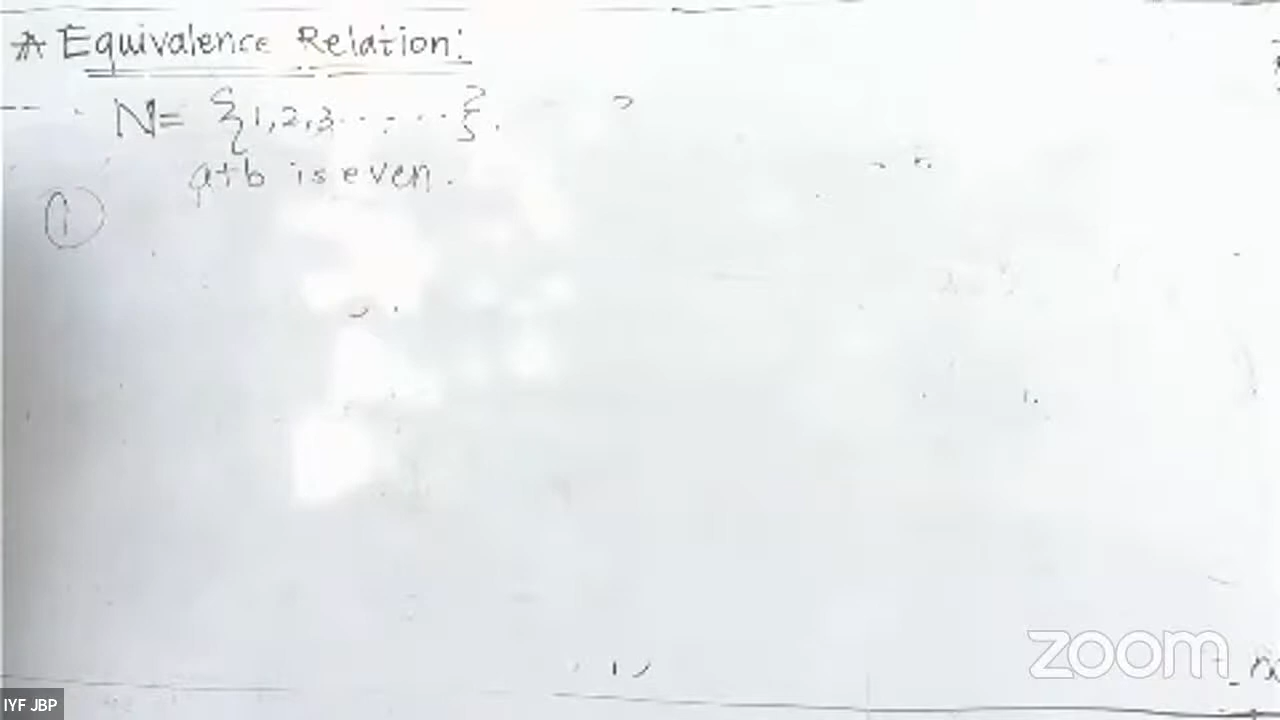 * Equivalence Relation:
N = {1, 2, 3 . . . . . . .}.
a+b is even.
①
zoom
IYF JBP